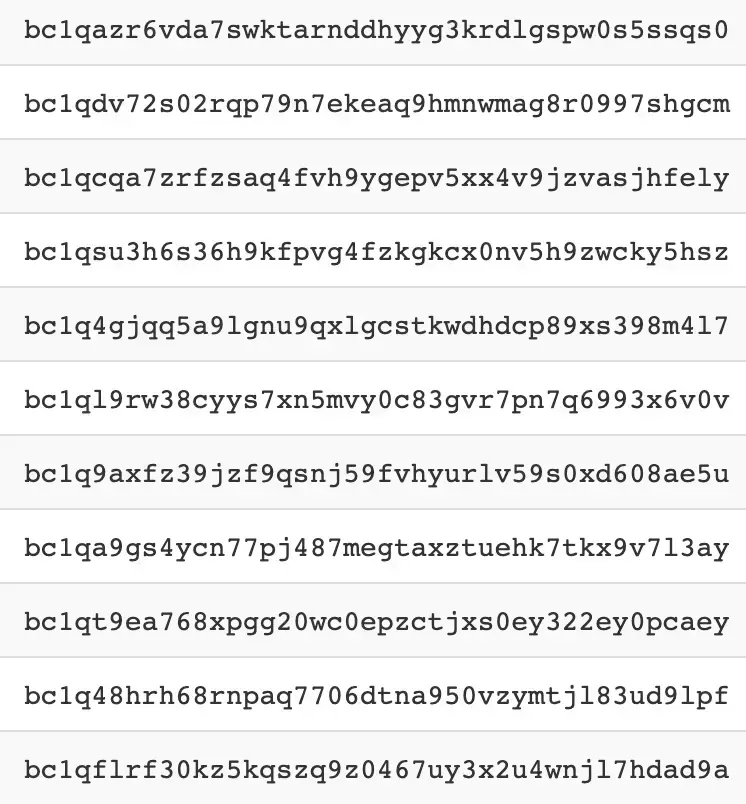 bc1qazr6vda7swktarnddhyyg3krdlgspw0s5ssqs0
bc1qdv72s02rqp79n7ekeaq9hmnwmag8r0997shgcm
bc1qcqa7zrfzsaq4fvh9ygepv5xx4v9jzvasjhfely
bc1qsu3h6s36h9kfpvg4fzkgkcx0nv5h9zwcky5hsz
bc1q4gjqq5a9lgnu9qxlgcstkwdhdcp89xs398m4l7
bc1ql9rw38cyys7xn5mvy0c83gvr7pn7q6993x6v0v
bc1q9axfz39jzf9qsnj59fvhyurlv59s0xd608ae5u
bc1qa9gs4ycn77pj487megtaxztuehk7tkx9v7l3ay
bc1qt9ea768xpgg20wc0epzctjxs0ey322ey0pcaey
bc1q48hrh68rnpaq7706dtna950vzymtjl83ud9lpf
bc1qflrf30kz5kqszq9z0467uy3x2u4wnjl7hdad9a